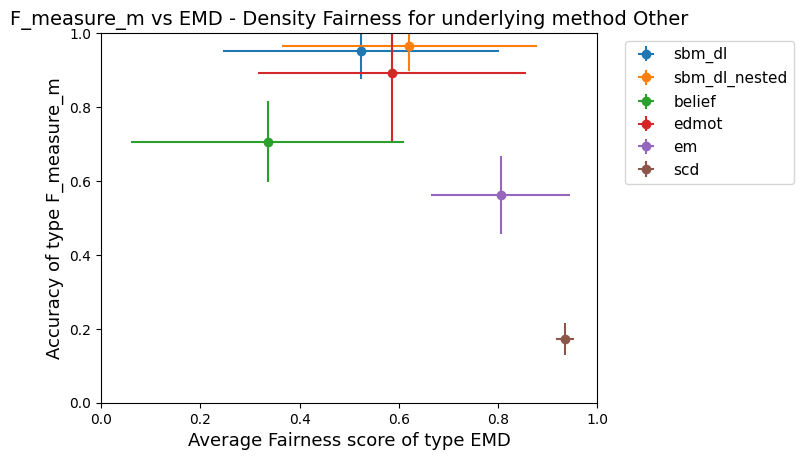 F_measure_m vs EMD - Density Fairness for underlying method Other
1.0
0.8
0.6
0.4
0.2
0.0
Accuracy of type F_measure_m
0.0 0.2 0.4 0.6 0.8 1.0
Average Fairness score of type EMD
sbm_dl
sbm_dl_nested
belief
edmot
em
scd